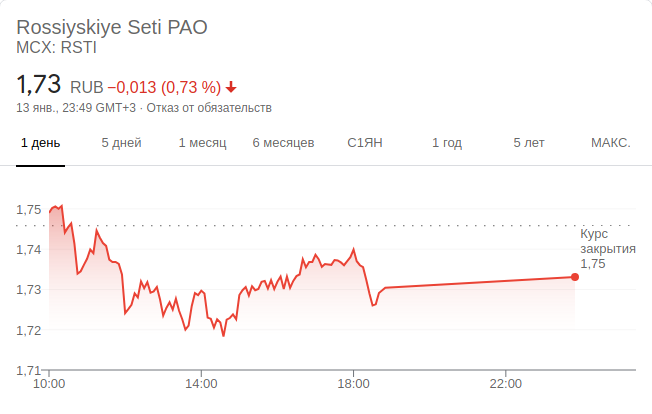 Rossiyskiye Seti PAO
MCX: RSTI
1,73 RUB −0,013 (0,73 %)
13 янв., 23:49 GMT+3 · Отказ от обязательств
1 день 5 дней 1 месяц 6 месяцев С1ЯН 1 год 5 лет МАКС.
1,75
Курс
закрытия
1,75
1,74
1,73
1,72
1,71
10:00 14:00 18:00 22:00